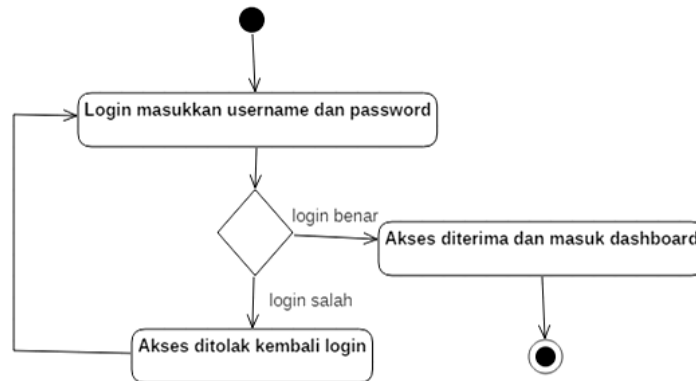 Login masukkan username dan password
login benar
Akses diterima dan masuk dashboard
login salah
Akses ditolak kembali login